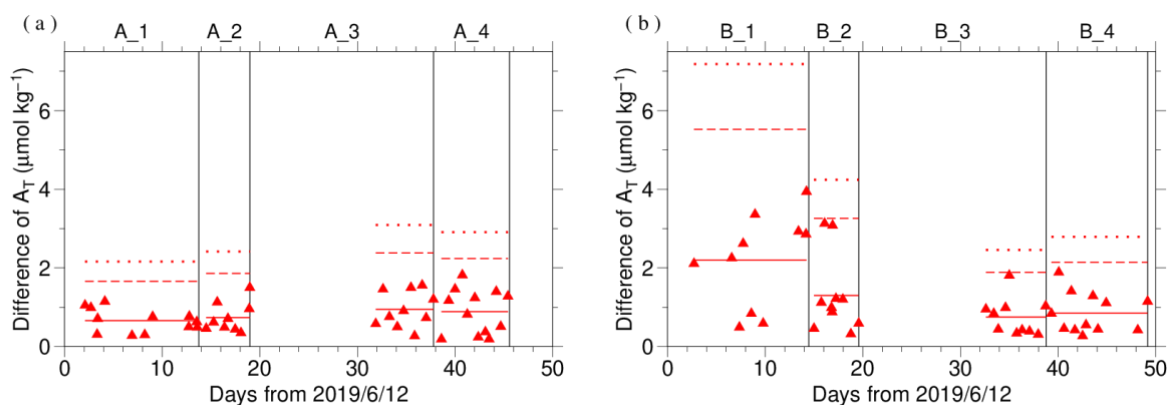 (a)
A_1 A_2 A_3 A_4
Difference of A_T (μmol kg⁻¹)
6
4
2
0
0 10 20 30 40 50
Days from 2019/6/12
(b)
B_1 B_2 B_3 B_4
Difference of A_T (μmol kg⁻¹)
6
4
2
0
0 10 20 30 40 50
Days from 2019/6/12